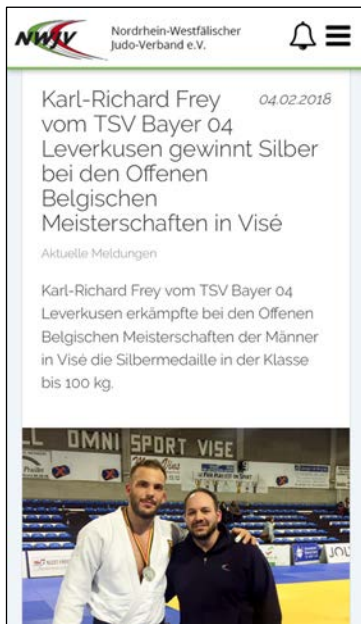 NWJV
Nordrhein-Westfälischer
Judo-Verband e.V.
Karl-Richard Frey 04.02.2018
vom TSV Bayer 04
Leverkusen gewinnt Silber
bei den Offenen
Belgischen
Meisterschaften in Visé
Aktuelle Meldungen
Karl-Richard Frey vom TSV Bayer 04
Leverkusen erkämpfte bei den Offenen
Belgischen Meisterschaften der Männer
in Visé die Silbermedaille in der Klasse
bis 100 kg.
LL OMNI SPORT VISE